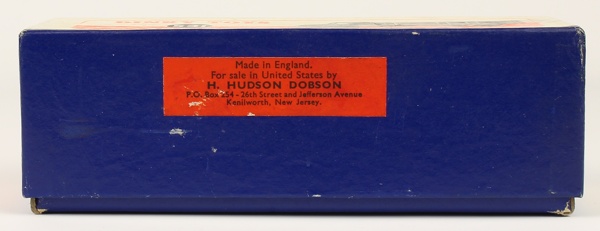 Made in England.
For sale in United States by
H. HUDSON DOBSON
P.O. Box 254 - 26th Street and Jefferson Avenue
Kenilworth, New Jersey.